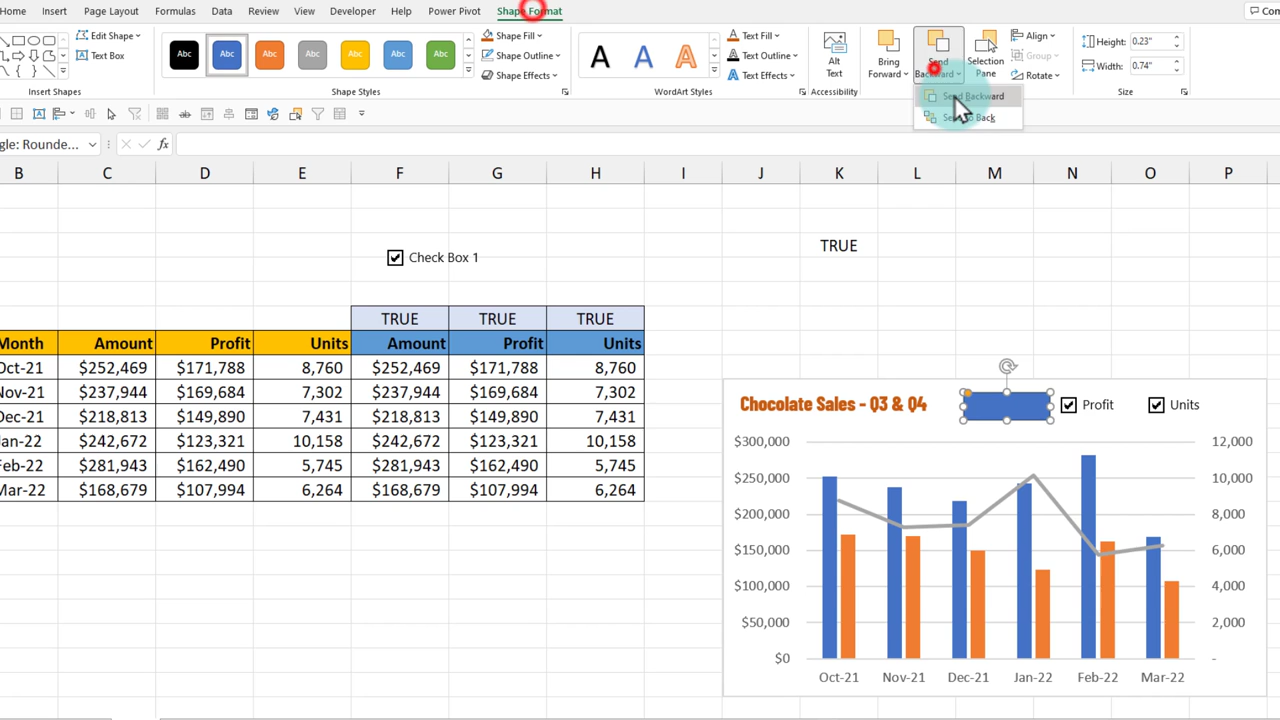 Home Insert Page Layout Formulas Data Review View Developer Help Power Pivot Shape Format Com
Edit Shape
Text Box
Insert Shapes
Abc Abc Abc Abc Abc Abc Abc
Shape Fill
Shape Outline
Shape Effects
Shape Styles
A A A
Text Fill
Text Outline
Text Effects
WordArt Styles
Alt Text
Accessibility
Bring Forward
Send Backward
Selection Pane
Align
Group
Rotate
Height: 0.23"
Width: 0.74"
Size
Send Backward
Send to Back
gle: Rounde...
fx
B C D E F G H I J K L M N O P
TRUE
Check Box 1
TRUE TRUE TRUE
Month Amount Profit Units Amount Profit Units
Oct-21 $252,469 $171,788 8,760 $252,469 $171,788 8,760
Nov-21 $237,944 $169,684 7,302 $237,944 $169,684 7,302
Dec-21 $218,813 $149,890 7,431 $218,813 $149,890 7,431
Jan-22 $242,672 $123,321 10,158 $242,672 $123,321 10,158
Feb-22 $281,943 $162,490 5,745 $281,943 $162,490 5,745
Mar-22 $168,679 $107,994 6,264 $168,679 $107,994 6,264
Chocolate Sales - Q3 & Q4 Profit Units
$300,000 12,000
$250,000 10,000
$200,000 8,000
$150,000 6,000
$100,000 4,000
$50,000 2,000
$0 -
Oct-21 Nov-21 Dec-21 Jan-22 Feb-22 Mar-22